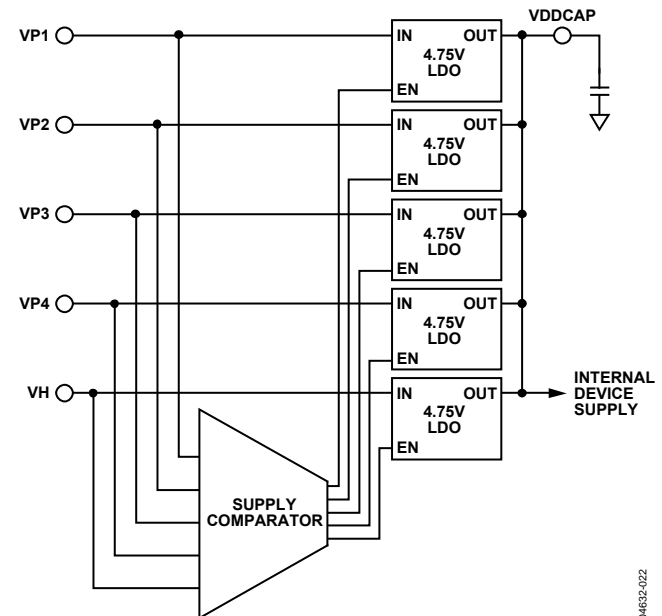 VDDCAP
VP1
IN OUT
4.75V
LDO
EN
VP2
IN OUT
4.75V
LDO
EN
VP3
IN OUT
4.75V
LDO
EN
VP4
IN OUT
4.75V
LDO
EN
VH
IN OUT
4.75V
LDO
EN
INTERNAL
DEVICE
SUPPLY
SUPPLY
COMPARATOR
04632-022